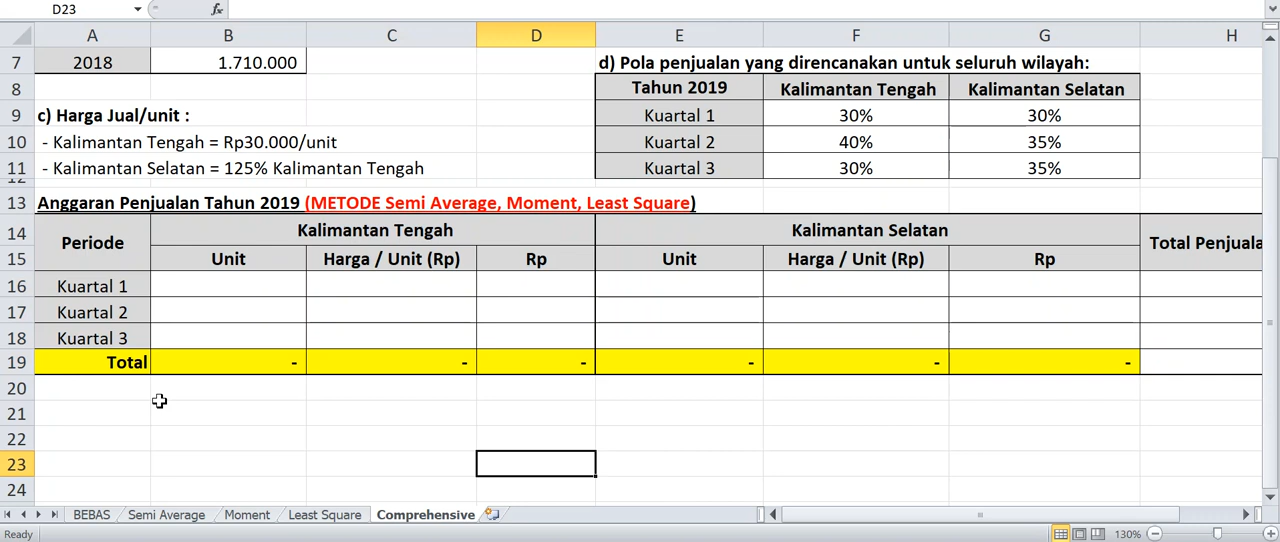 D23 fx
A B C D E F G H
7 2018 1.710.000 d) Pola penjualan yang direncanakan untuk seluruh wilayah:
8 Tahun 2019 Kalimantan Tengah Kalimantan Selatan
9 c) Harga Jual/unit : Kuartal 1 30% 30%
10 - Kalimantan Tengah = Rp30.000/unit Kuartal 2 40% 35%
11 - Kalimantan Selatan = 125% Kalimantan Tengah Kuartal 3 30% 35%
12
13 Anggaran Penjualan Tahun 2019 (METODE Semi Average, Moment, Least Square)
14 Periode Kalimantan Tengah Kalimantan Selatan Total Penjuala
15 Unit Harga / Unit (Rp) Rp Unit Harga / Unit (Rp) Rp
16 Kuartal 1
17 Kuartal 2
18 Kuartal 3
19 Total - - - - - -
20
21
22
23
24
BEBAS Semi Average Moment Least Square Comprehensive
Ready 130%